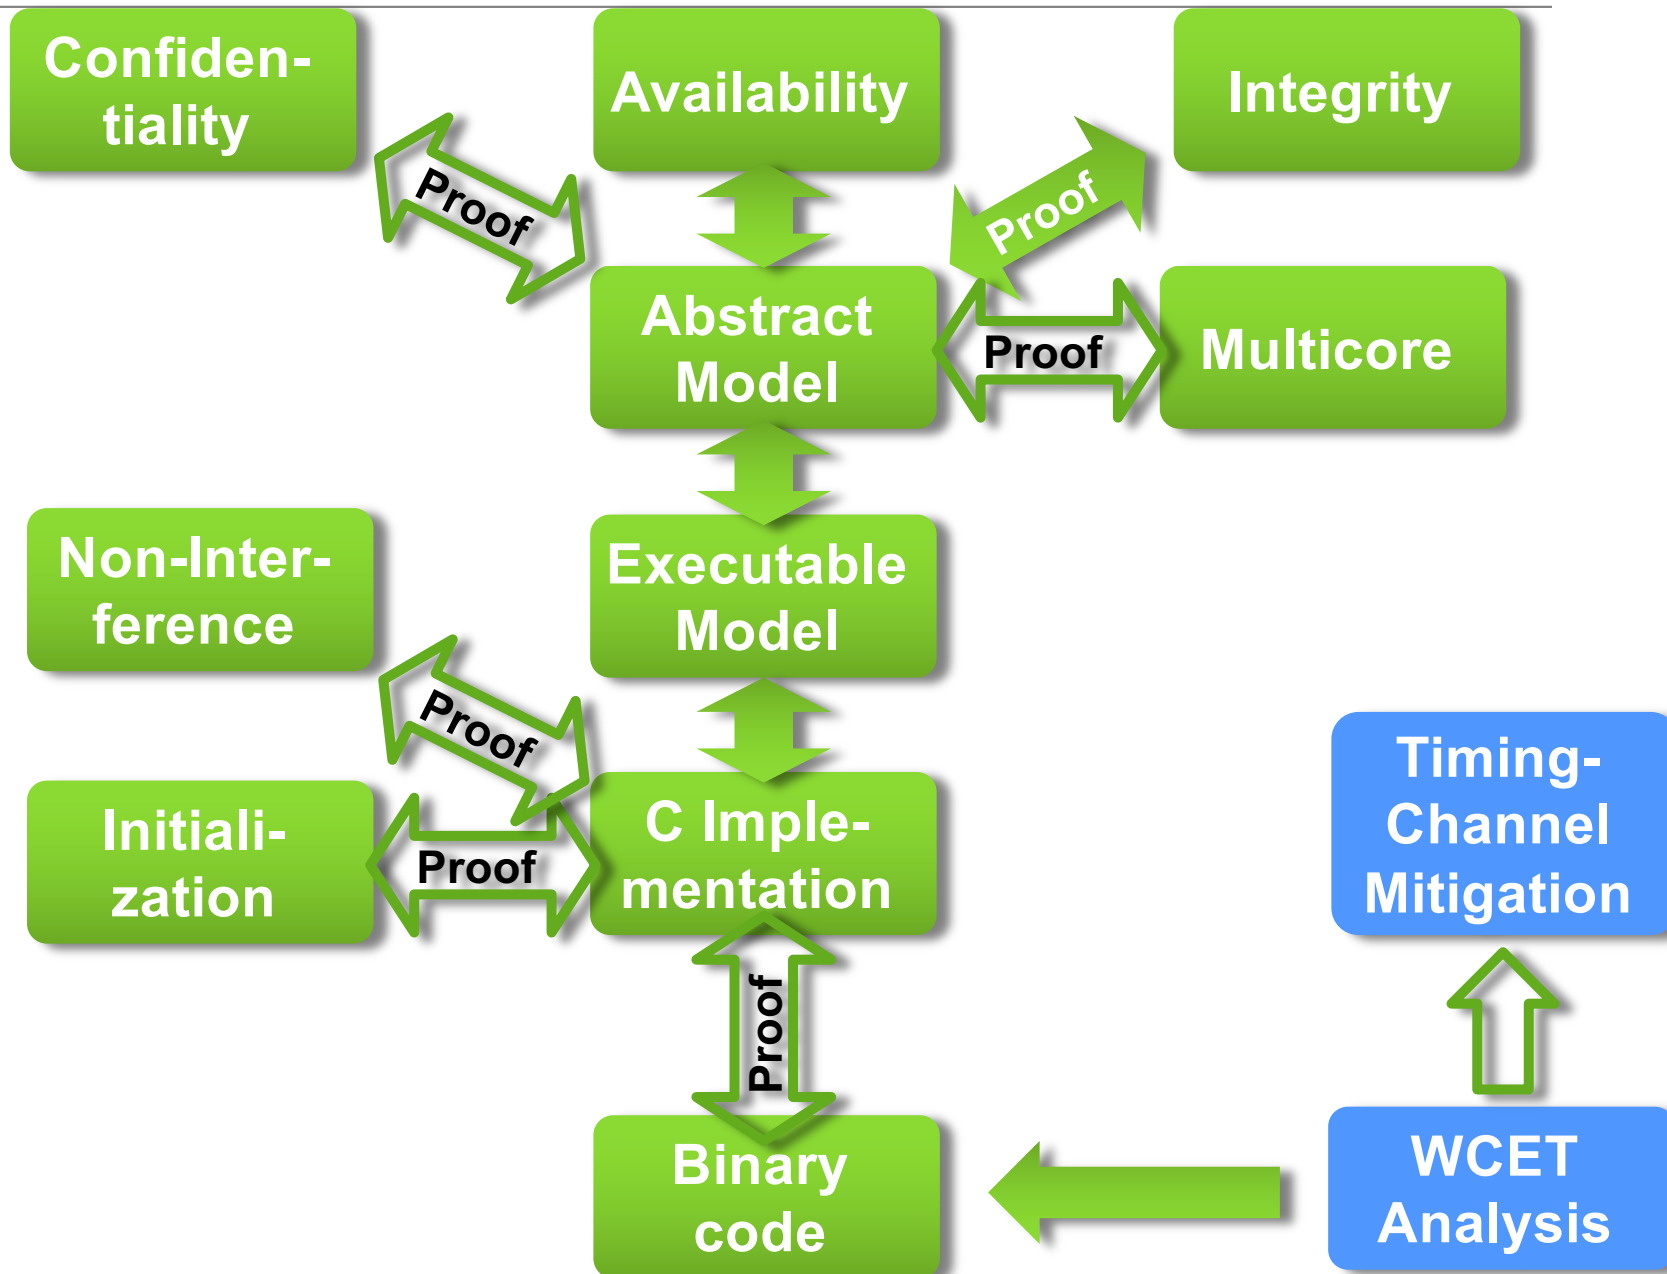 Confiden-
tiality
Availability
Integrity
Proof
Proof
Abstract
Model
Proof
Multicore
Non-Inter-
ference
Executable
Model
Proof
Initiali-
zation
Proof
C Imple-
mentation
Timing-
Channel
Mitigation
Proof
Binary
code
WCET
Analysis